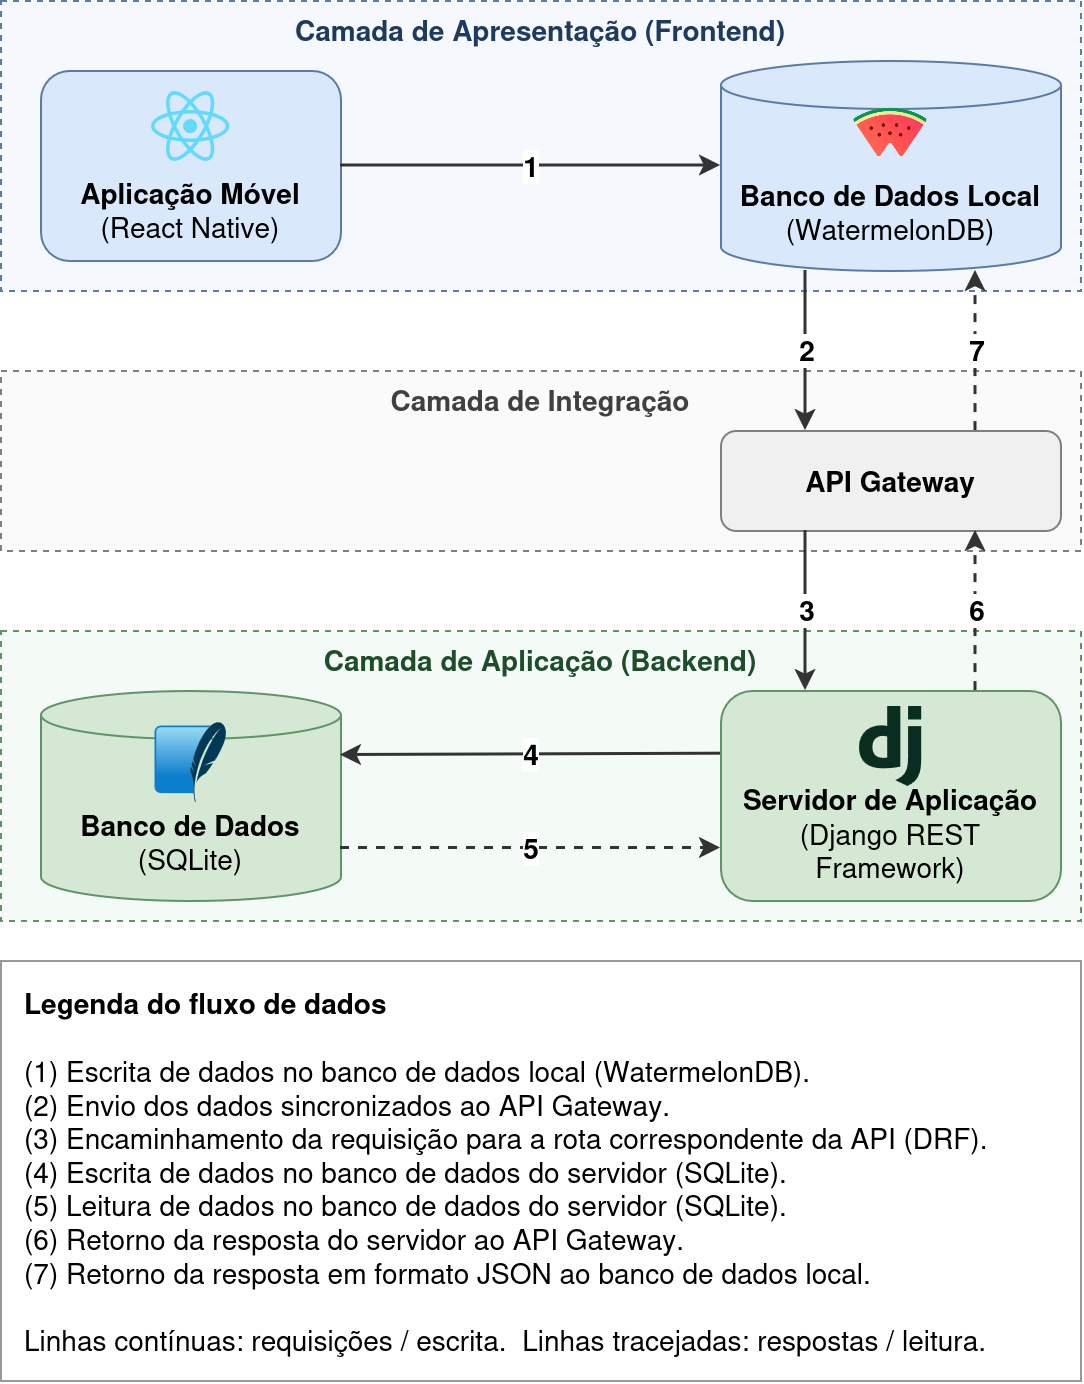 Camada de Apresentação (Frontend)
Aplicação Móvel
(React Native)
1
Banco de Dados Local
(WatermelonDB)
2
7
Camada de Integração
API Gateway
3
6
Camada de Aplicação (Backend)
Banco de Dados
(SQLite)
4
5
dj
Servidor de Aplicação
(Django REST
Framework)
Legenda do fluxo de dados
(1) Escrita de dados no banco de dados local (WatermelonDB).
(2) Envio dos dados sincronizados ao API Gateway.
(3) Encaminhamento da requisição para a rota correspondente da API (DRF).
(4) Escrita de dados no banco de dados do servidor (SQLite).
(5) Leitura de dados no banco de dados do servidor (SQLite).
(6) Retorno da resposta do servidor ao API Gateway.
(7) Retorno da resposta em formato JSON ao banco de dados local.
Linhas contínuas: requisições / escrita.  Linhas tracejadas: respostas / leitura.